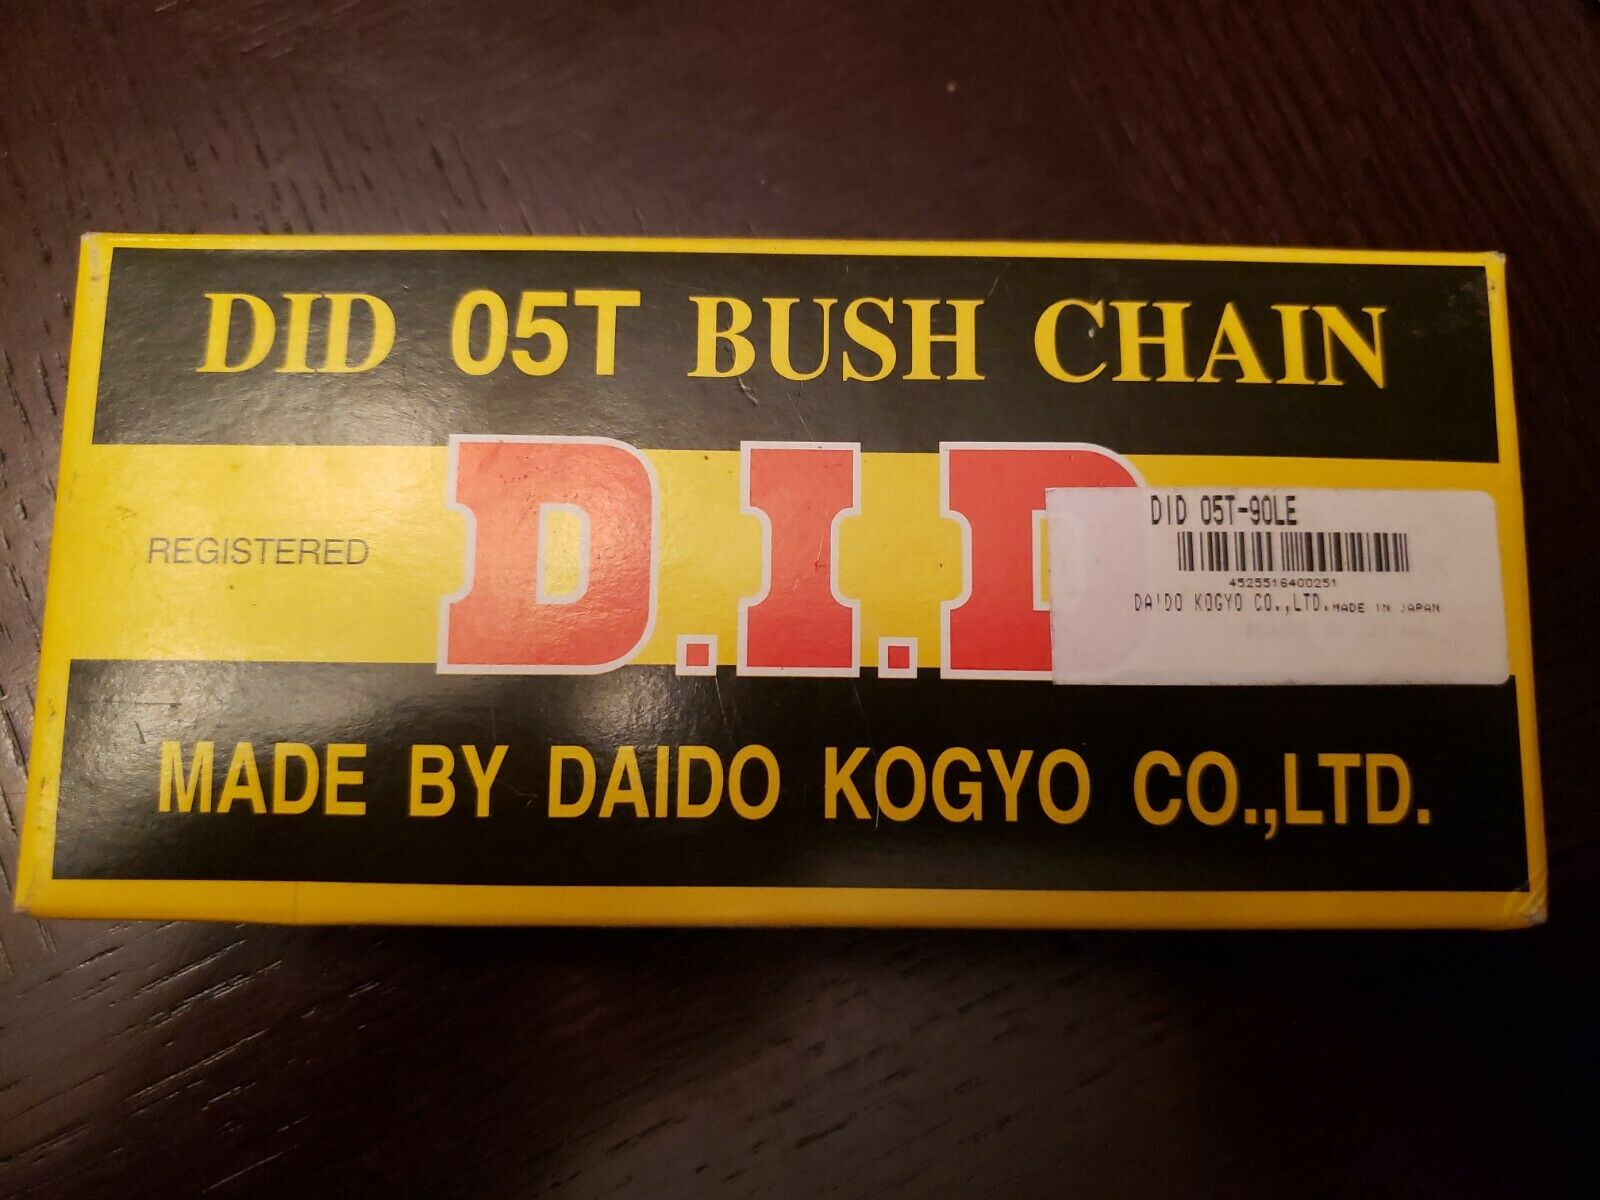 DID 05T BUSH CHAIN
REGISTERED
D.I.D
DID 05T-90LE
4525516400251
DAIDO KOGYO CO.,LTD. MADE IN JAPAN
MADE BY DAIDO KOGYO CO.,LTD.